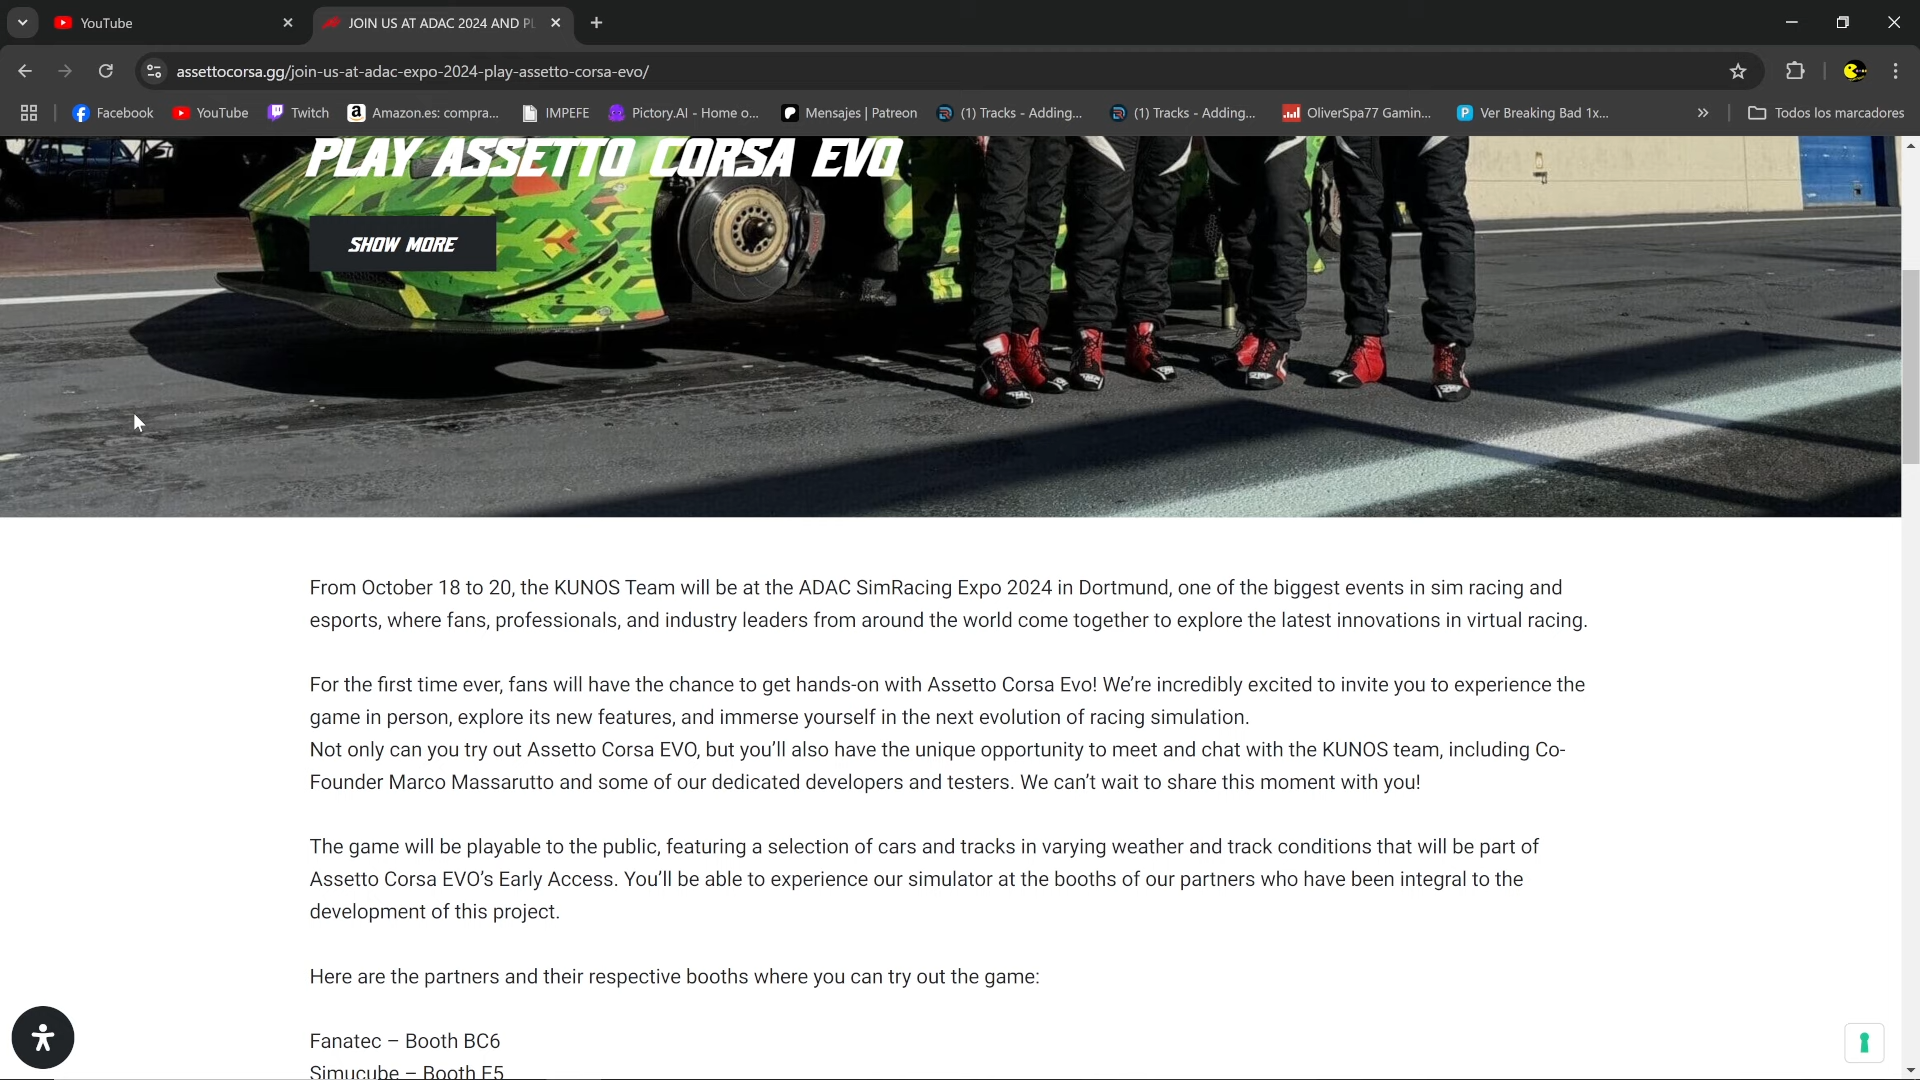 YouTube
JOIN US AT ADAC 2024 AND PL
assettocorsa.gg/join-us-at-adac-expo-2024-play-assetto-corsa-evo/
Facebook
YouTube
Twitch
Amazon.es: compra...
IMPEFE
Pictory.AI - Home o...
Mensajes | Patreon
(1) Tracks - Adding...
(1) Tracks - Adding...
OliverSpa77 Gamin...
Ver Breaking Bad 1x...
»
Todos los marcadores
PLAY ASSETTO CORSA EVO
SHOW MORE
From October 18 to 20, the KUNOS Team will be at the ADAC SimRacing Expo 2024 in Dortmund, one of the biggest events in sim racing and
esports, where fans, professionals, and industry leaders from around the world come together to explore the latest innovations in virtual racing.
For the first time ever, fans will have the chance to get hands-on with Assetto Corsa Evo! We’re incredibly excited to invite you to experience the
game in person, explore its new features, and immerse yourself in the next evolution of racing simulation.
Not only can you try out Assetto Corsa EVO, but you’ll also have the unique opportunity to meet and chat with the KUNOS team, including Co-
Founder Marco Massarutto and some of our dedicated developers and testers. We can’t wait to share this moment with you!
The game will be playable to the public, featuring a selection of cars and tracks in varying weather and track conditions that will be part of
Assetto Corsa EVO’s Early Access. You’ll be able to experience our simulator at the booths of our partners who have been integral to the
development of this project.
Here are the partners and their respective booths where you can try out the game:
Fanatec – Booth BC6
Simucube – Booth E5